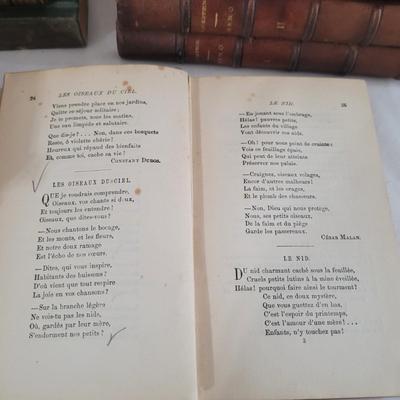 II
24
LES OISEAUX DU CIEL.
Viens prendre place en nos jardins,
Quitte ce séjour solitaire ;
Je te promets, tous les matins,
Une eau limpide et salutaire.
Que dis-je ?... Non, dans ces bosquets
Reste, ô violette chérie !
Heureux qui répand des bienfaits
Et, comme toi, cache sa vie !
CONSTANT DUBOS.
LES OISEAUX DU CIEL.
QUE je voudrais comprendre,
Oiseaux, vos chants si doux,
Et toujours les entendre !
Oiseaux, que dites-vous ?
—Nous chantons le bocage,
Et les monts, et les fleurs,
Et notre doux ramage
Est l'écho de nos cœurs.
—Dites, qui vous inspire,
Habitants des buissons ?
D'où vient que tout respire
La joie en vos chansons ?
—Sur la branche légère
Ne vois-tu pas les nids,
Où, gardés par leur mère,
S'endorment nos petits ?
LE NID.
25
—En jouant sous l'ombrage,
Hélas! pauvres petits,
Les enfants du village
Vont découvrir vos nids.
—Oh ! pour nous point de crainte :
Vois ce feuillage épais,
Qui peut de leur atteinte
Préserver nos palais.
—Craignez, oiseaux volages,
Encor d'autres malheurs !
La faim, et les orages,
Et le plomb des chasseurs.
—Non, Dieu qui nous protége,
Nous, ses petits oiseaux,
De la faim et du piége
Garde les passereaux.
CÉSAR MALAN.
LE NID.
DU nid charmant caché sous la feuillée,
Cruels petits lutins à la mine éveillée,
Hélas! pourquoi faire ainsi le tourment ?
Ce nid, ce doux mystère,
Que vous guettez d'en bas,
C'est l'espoir du printemps,
C'est l'amour d'une mère !...
Enfants, n'y touchez pas !